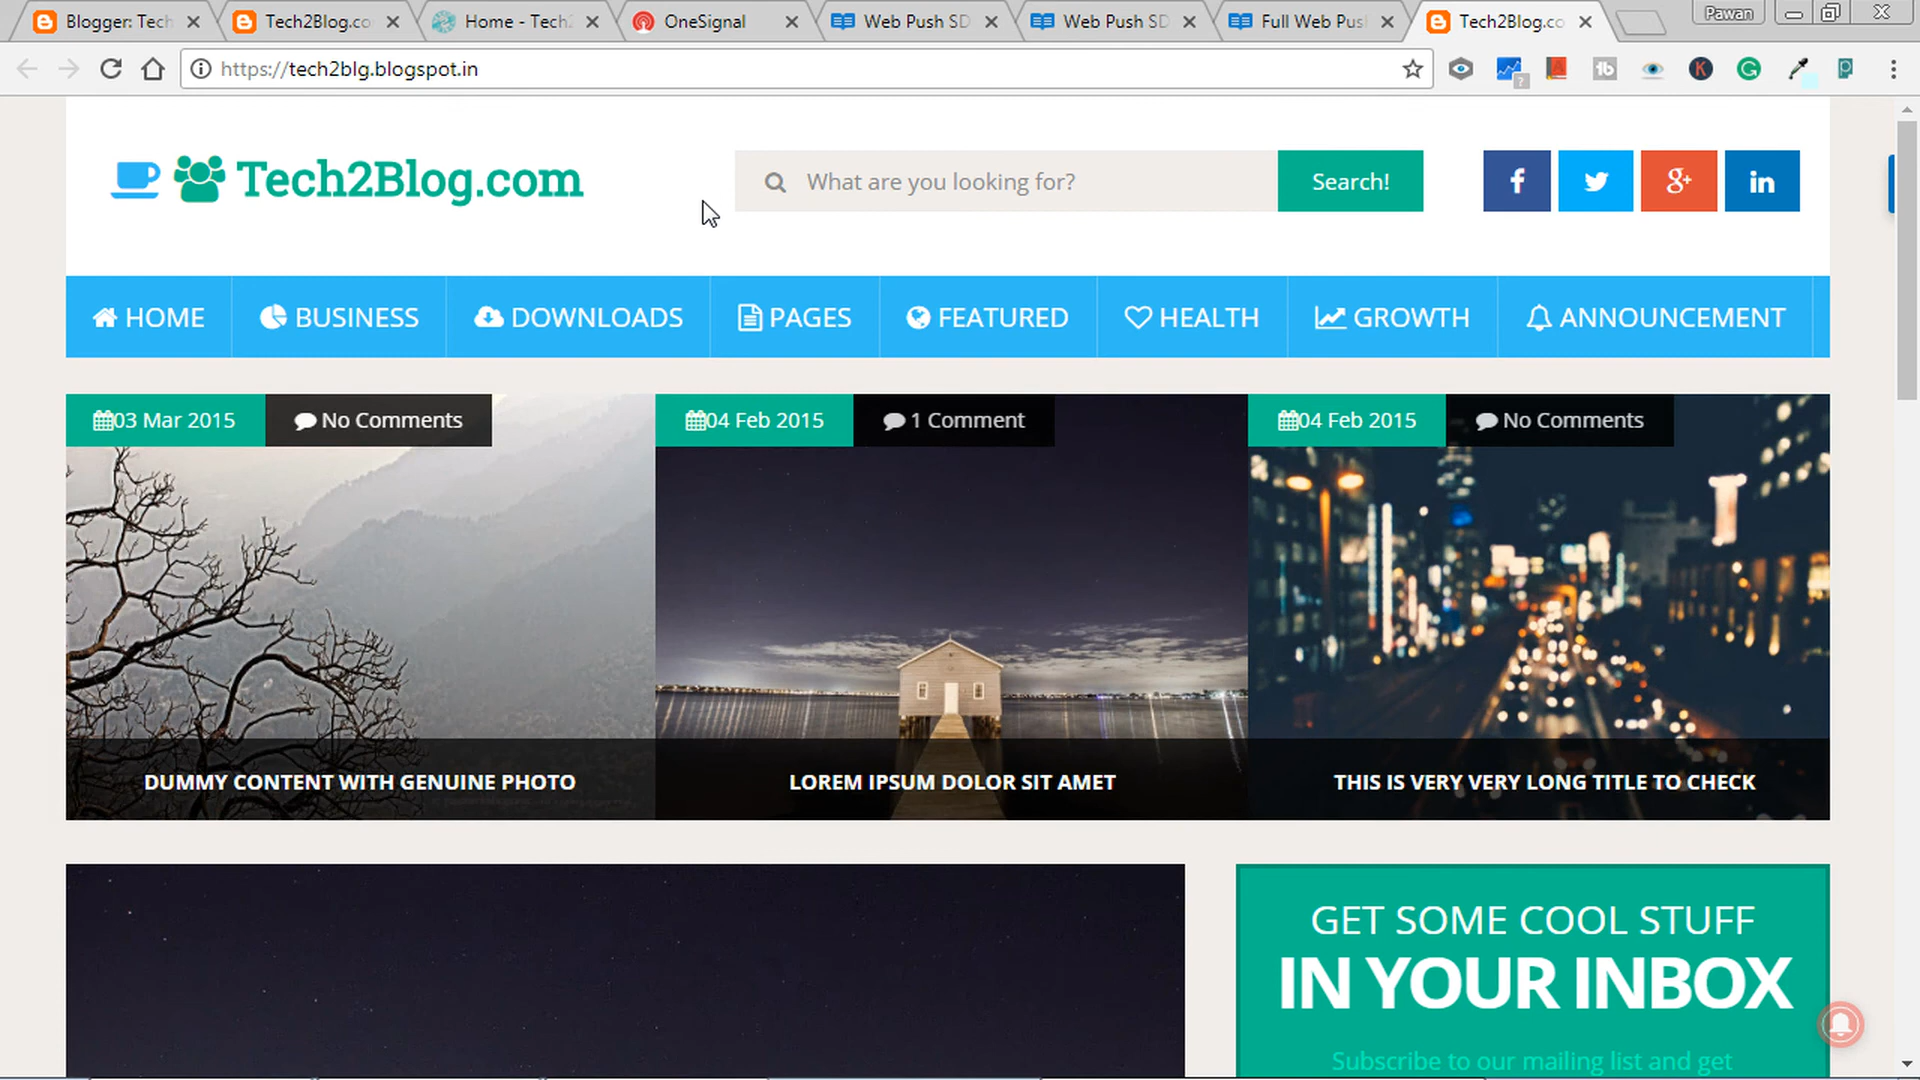 Blogger: Tech
Tech2Blog.co
Home - Tech2
OneSignal
Web Push SD
Web Push SD
Full Web Pus
Tech2Blog.co
Pawan
https://tech2blg.blogspot.in
Tech2Blog.com
What are you looking for?
Search!
HOME
BUSINESS
DOWNLOADS
PAGES
FEATURED
HEALTH
GROWTH
ANNOUNCEMENT
03 Mar 2015
No Comments
04 Feb 2015
1 Comment
04 Feb 2015
No Comments
DUMMY CONTENT WITH GENUINE PHOTO
LOREM IPSUM DOLOR SIT AMET
THIS IS VERY VERY LONG TITLE TO CHECK
GET SOME COOL STUFF
IN YOUR INBOX
Subscribe to our mailing list and get